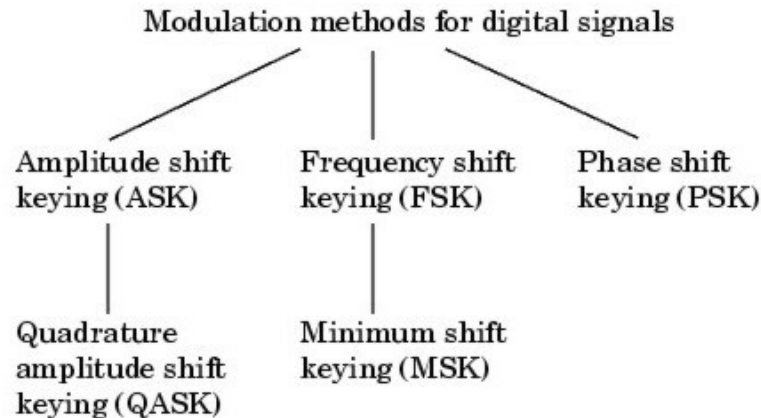 Modulation methods for digital signals
Amplitude shift
keying (ASK)
Frequency shift
keying (FSK)
Phase shift
keying (PSK)
Quadrature
amplitude shift
keying (QASK)
Minimum shift
keying (MSK)